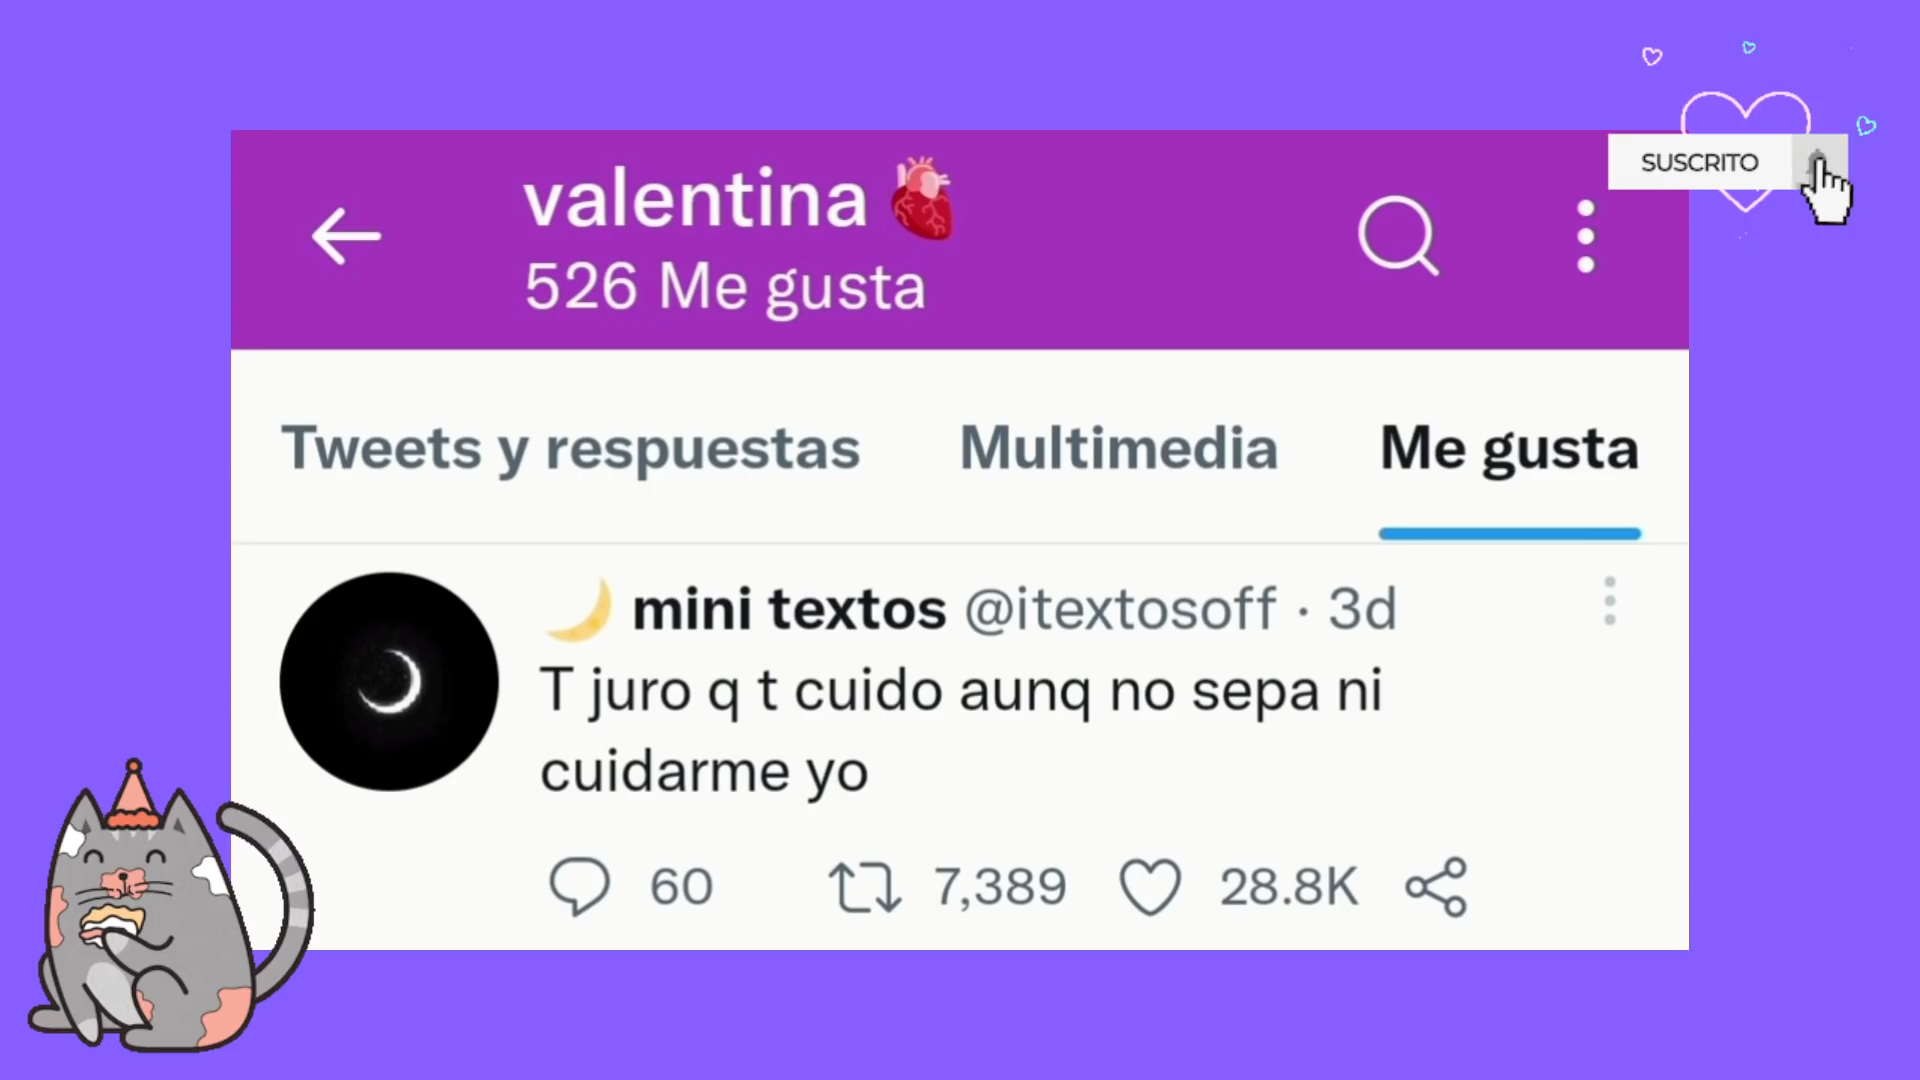 valentina
526 Me gusta
SUSCRITO
Tweets y respuestas Multimedia Me gusta
mini textos @itextosoff · 3d
T juro q t cuido aunq no sepa ni
cuidarme yo
60 7,389 28.8K